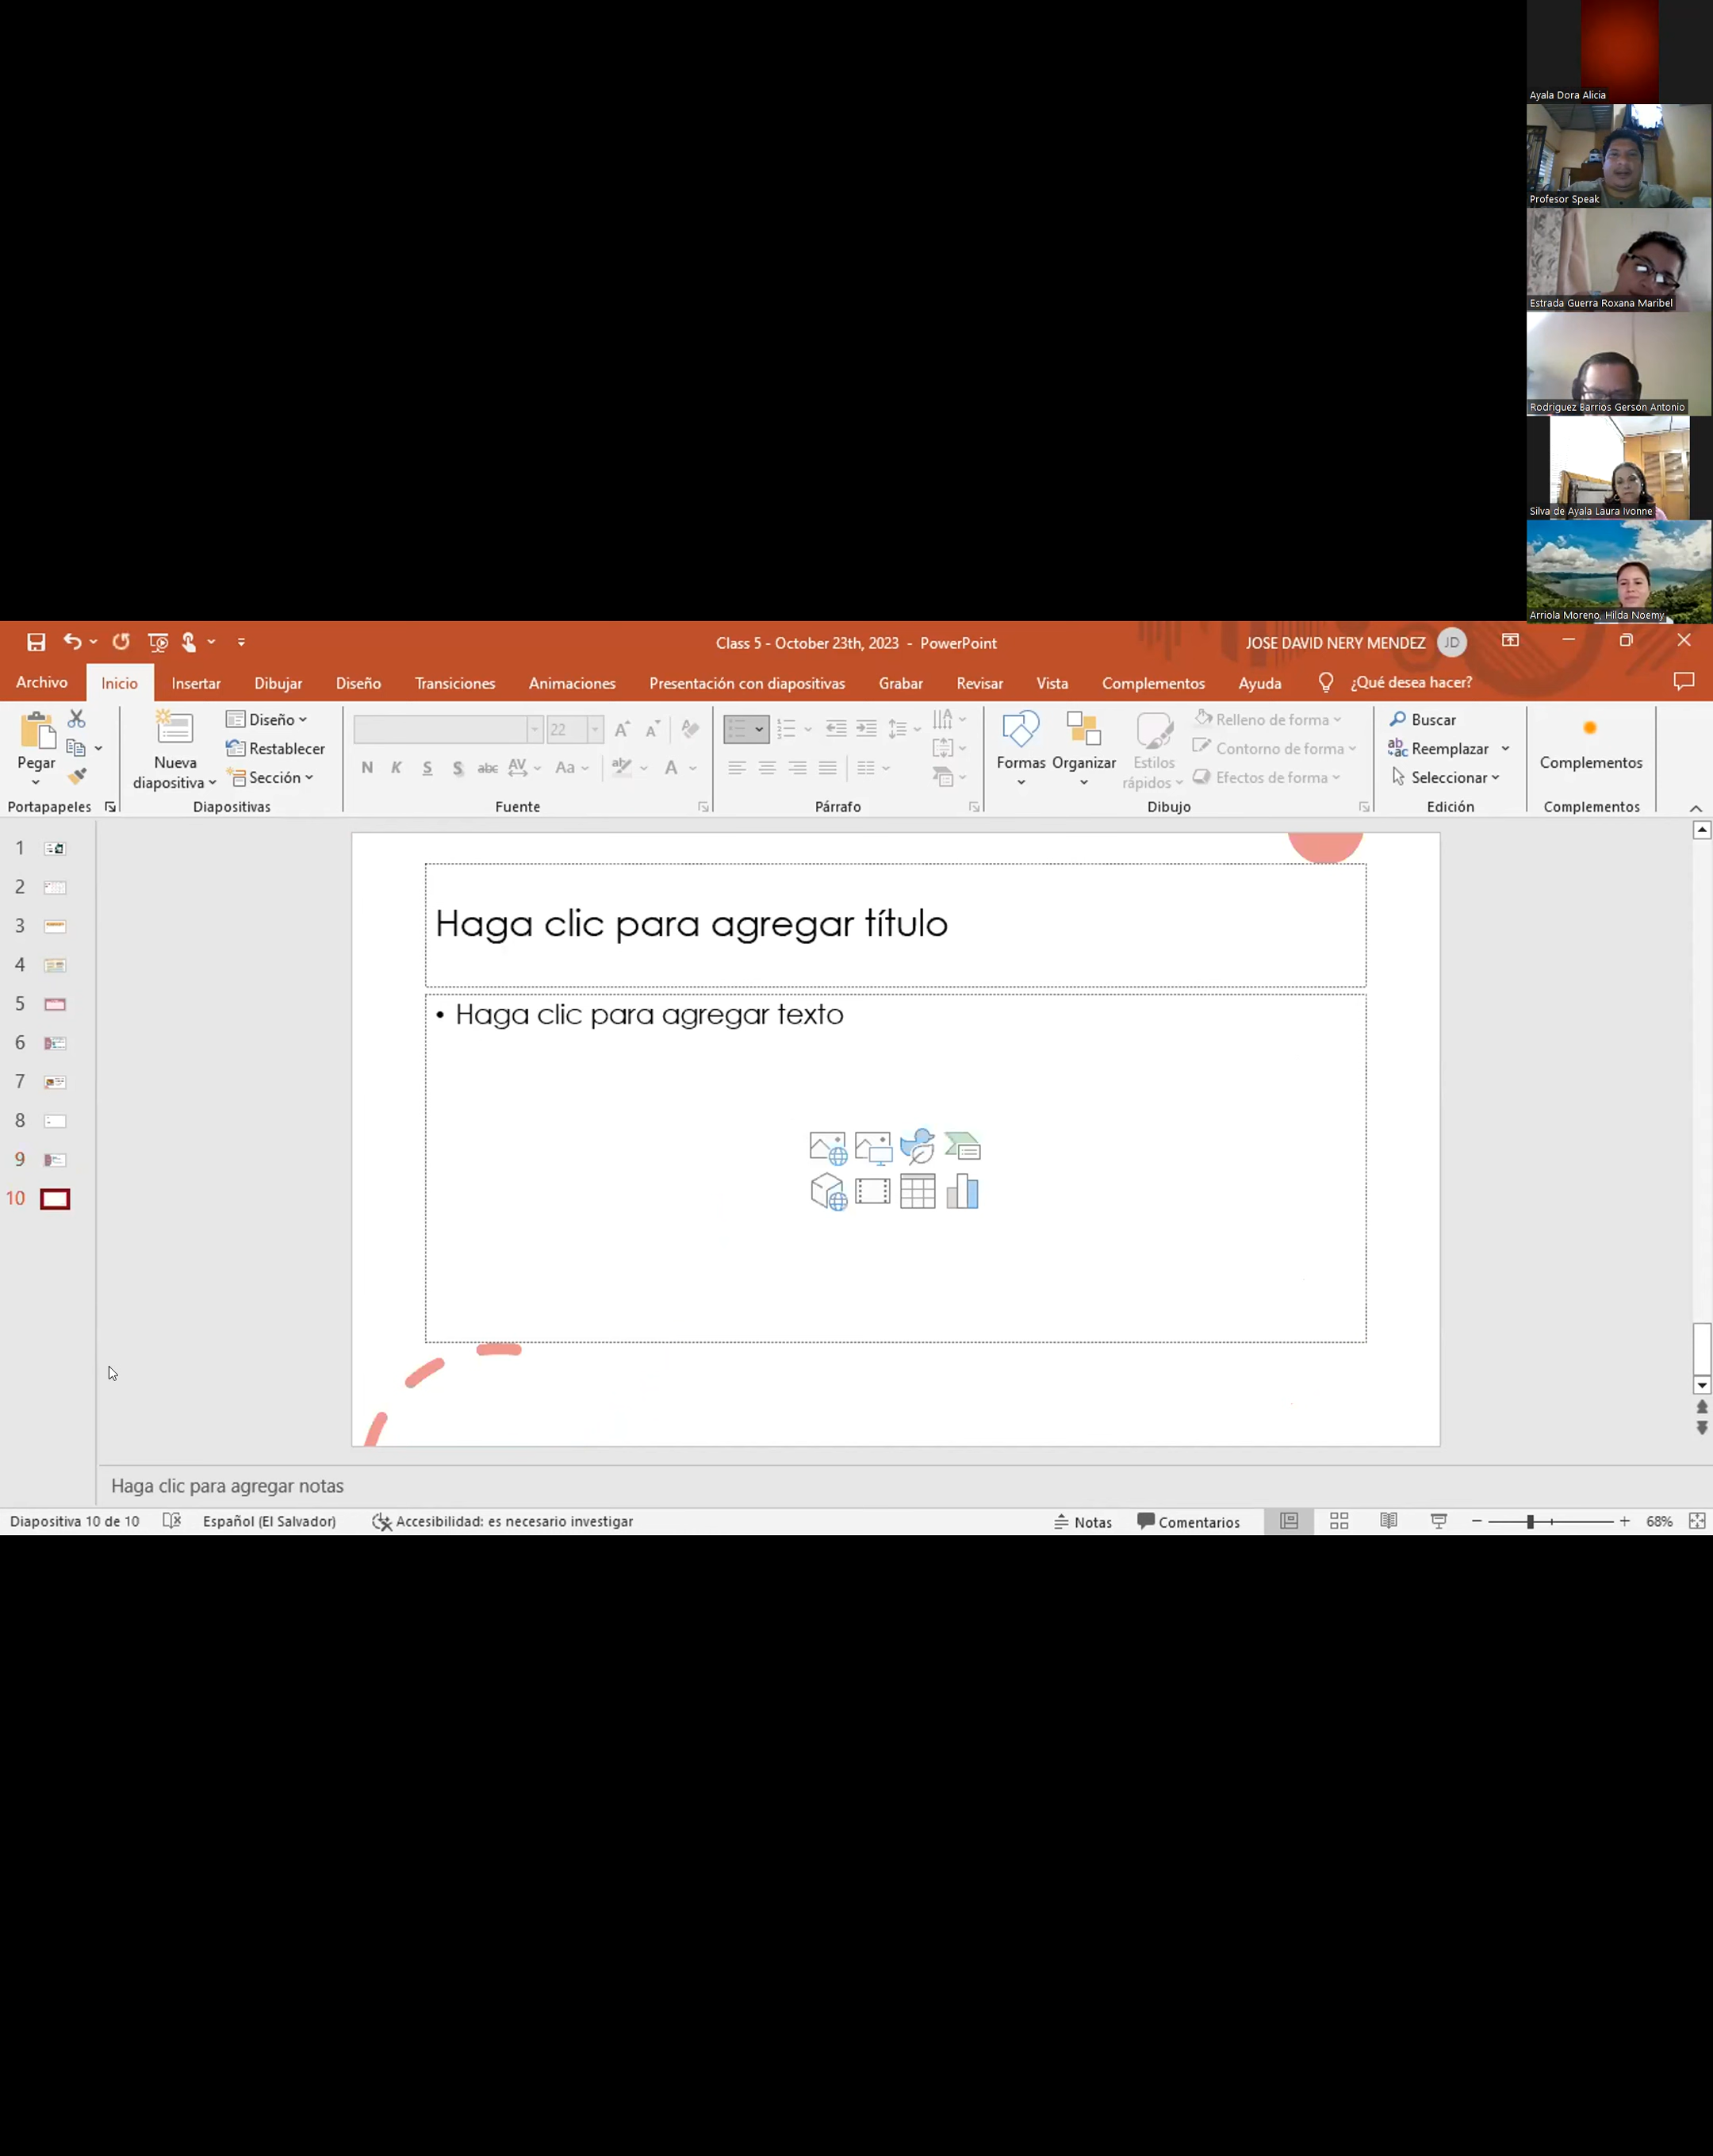 Ayala Dora Alicia
Profesor Speak
Estrada Guerra Roxana Maribel
Rodriguez Barrios Gerson Antonio
Silva de Ayala Laura Ivonne
Arriola Moreno, Hilda Noemy
Class 5 - October 23th, 2023 - PowerPoint
JOSE DAVID NERY MENDEZ JD
Archivo Inicio Insertar Dibujar Diseño Transiciones Animaciones Presentación con diapositivas Grabar Revisar Vista Complementos Ayuda ¿Qué desea hacer?
Pegar
Portapapeles
Nueva diapositiva
Diseño
Restablecer
Sección
Diapositivas
22
N K S S abc AV Aa A
Fuente
Párrafo
Formas
Organizar
Estilos rápidos
Relleno de forma
Contorno de forma
Efectos de forma
Dibujo
Buscar
Reemplazar
Seleccionar
Edición
Complementos
Complementos
1
2
3
4
5
6
7
8
9
10
Haga clic para agregar título
• Haga clic para agregar texto
Haga clic para agregar notas
Diapositiva 10 de 10 Español (El Salvador) Accesibilidad: es necesario investigar Notas Comentarios 68%